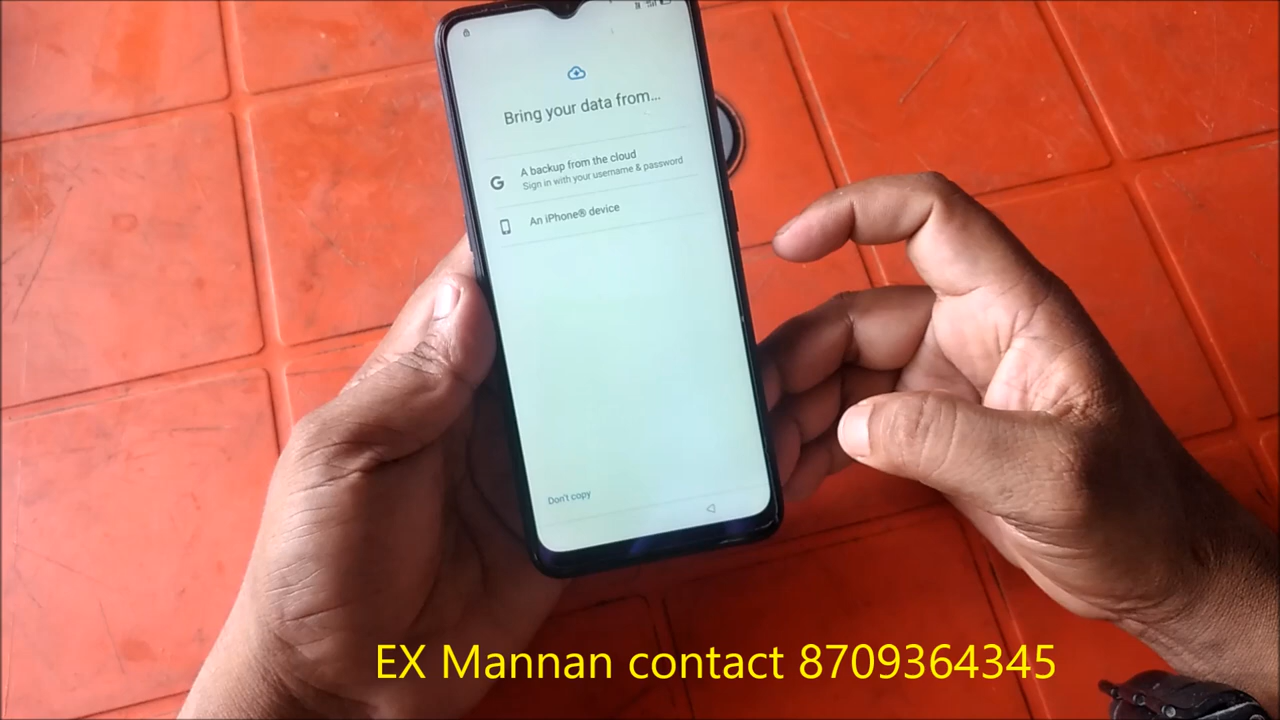 Bring your data from...
A backup from the cloud
Sign in with your username & password
An iPhone® device
Don't copy
EX Mannan contact 8709364345